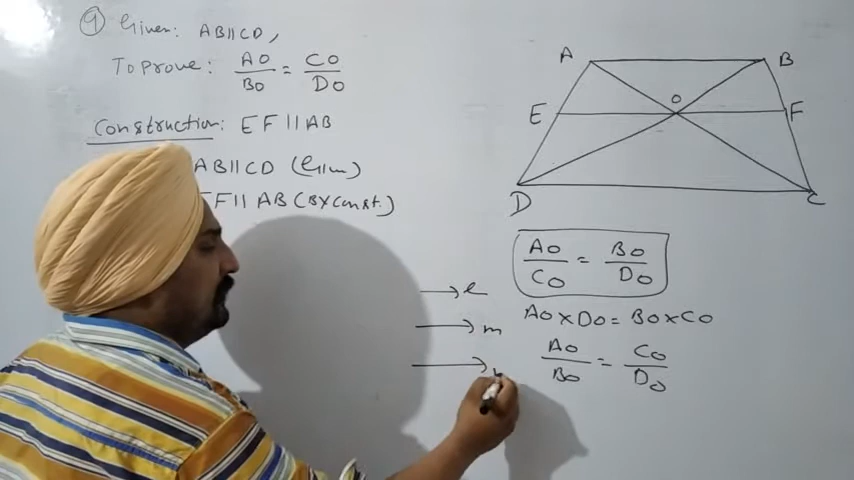 9 Given: AB||CD,
To prove: AO/BO = CO/DO
Construction: EF||AB
AB||CD (Given)
EF||AB (By const.)
A B
E O F
D C
AO/CO = BO/DO
AO×DO = BO×CO
AO/BO = CO/DO
l
m